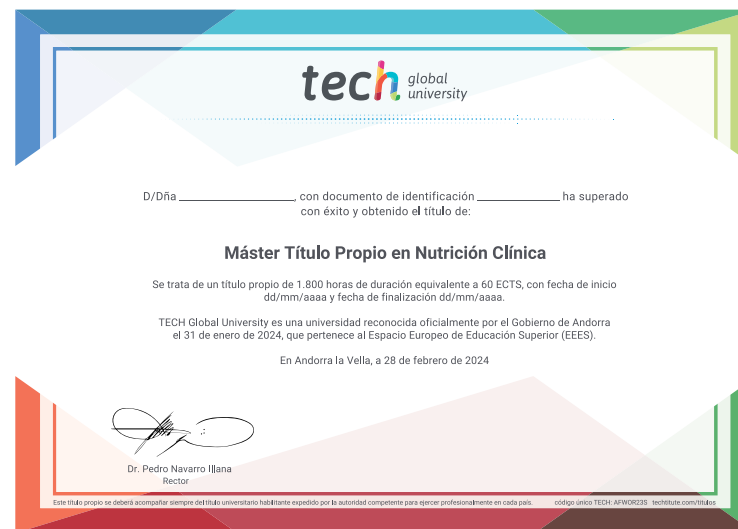 tech global
university
D/Dña ____________________, con documento de identificación ______________ ha superado
con éxito y obtenido el título de:
Máster Título Propio en Nutrición Clínica
Se trata de un título propio de 1.800 horas de duración equivalente a 60 ECTS, con fecha de inicio
dd/mm/aaaa y fecha de finalización dd/mm/aaaa.
TECH Global University es una universidad reconocida oficialmente por el Gobierno de Andorra
el 31 de enero de 2024, que pertenece al Espacio Europeo de Educación Superior (EEES).
En Andorra la Vella, a 28 de febrero de 2024
Dr. Pedro Navarro Illana
Rector
Este título propio se deberá acompañar siempre del título universitario habilitante expedido por la autoridad competente para ejercer profesionalmente en cada país. código único TECH: AFWOR23S techtitute.com/titulos